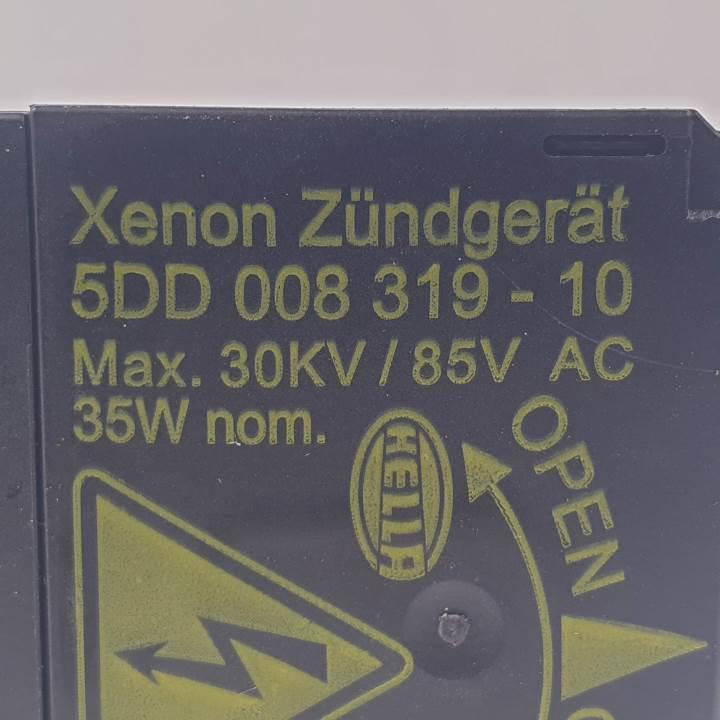 Xenon Zündgerät
5DD 008 319 - 10
Max. 30KV / 85V AC
35W nom.
HELLA
OPEN